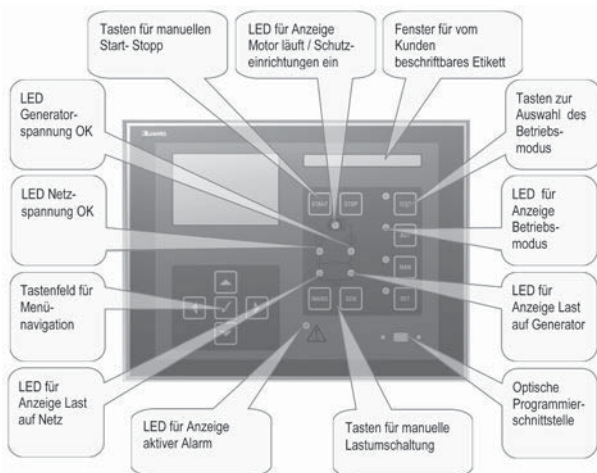 Tasten für manuellen
Start- Stopp
LED für Anzeige
Motor läuft / Schutz-
einrichtungen ein
Fenster für vom
Kunden
beschriftbares Etikett
LED
Generator-
spannung OK
Tasten zur
Auswahl des
Betriebs-
modus
LED Netz-
spannung OK
LED für
Anzeige
Betriebs-
modus
Tastenfeld für
Menü-
navigation
LED für
Anzeige Last
auf Generator
LED für
Anzeige Last
auf Netz
LED für Anzeige
aktiver Alarm
Tasten für manuelle
Lastumschaltung
Optische
Programmier-
schnittstelle
START STOP
TEST
MAN
MAINS GEN